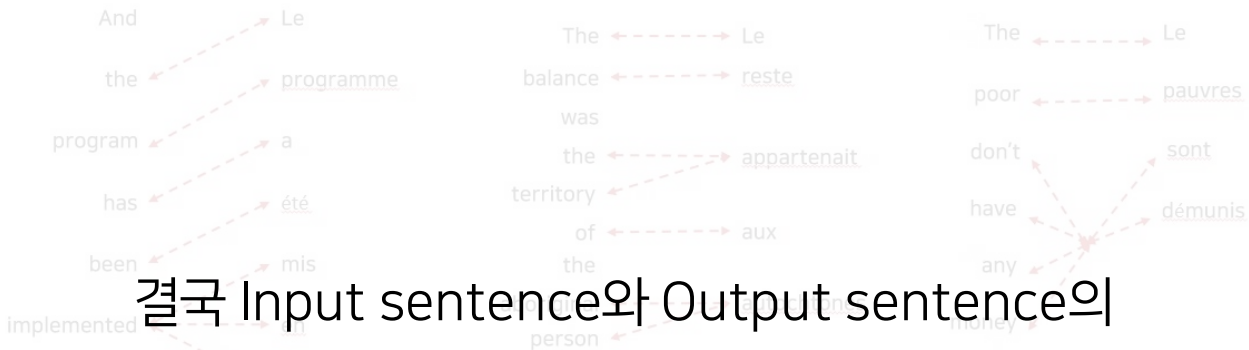 And Le
the programme
program a
has été
been mis
implemented en
The Le
balance reste
was
the appartenait
territory
of aux
the
person
The Le
poor pauvres
don't sont
have démunis
any
money
결국 Input sentence와 Output sentence의